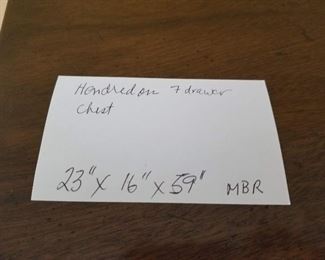 Hendredon 7 drawer
Chest
23" x 16" x 59" MBR